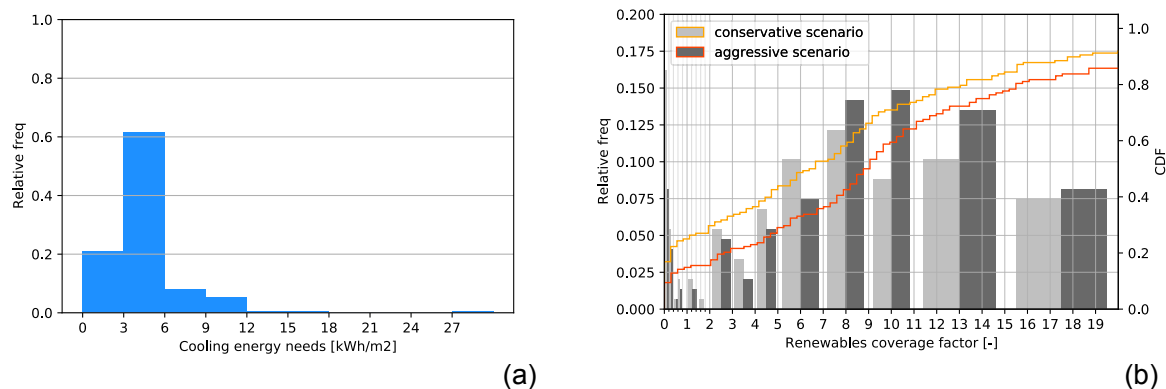 1.0
0.8
0.6
0.4
0.2
0.0
Relative freq
0 3 6 9 12 15 18 21 24 27
Cooling energy needs [kWh/m2]
(a)
0.200
0.175
0.150
0.125
0.100
0.075
0.050
0.025
0.000
Relative freq
conservative scenario
aggressive scenario
1.0
0.8
0.6
0.4
0.2
0.0
CDF
0 1 2 3 4 5 6 7 8 9 10 11 12 13 14 15 16 17 18 19
Renewables coverage factor [-]
(b)